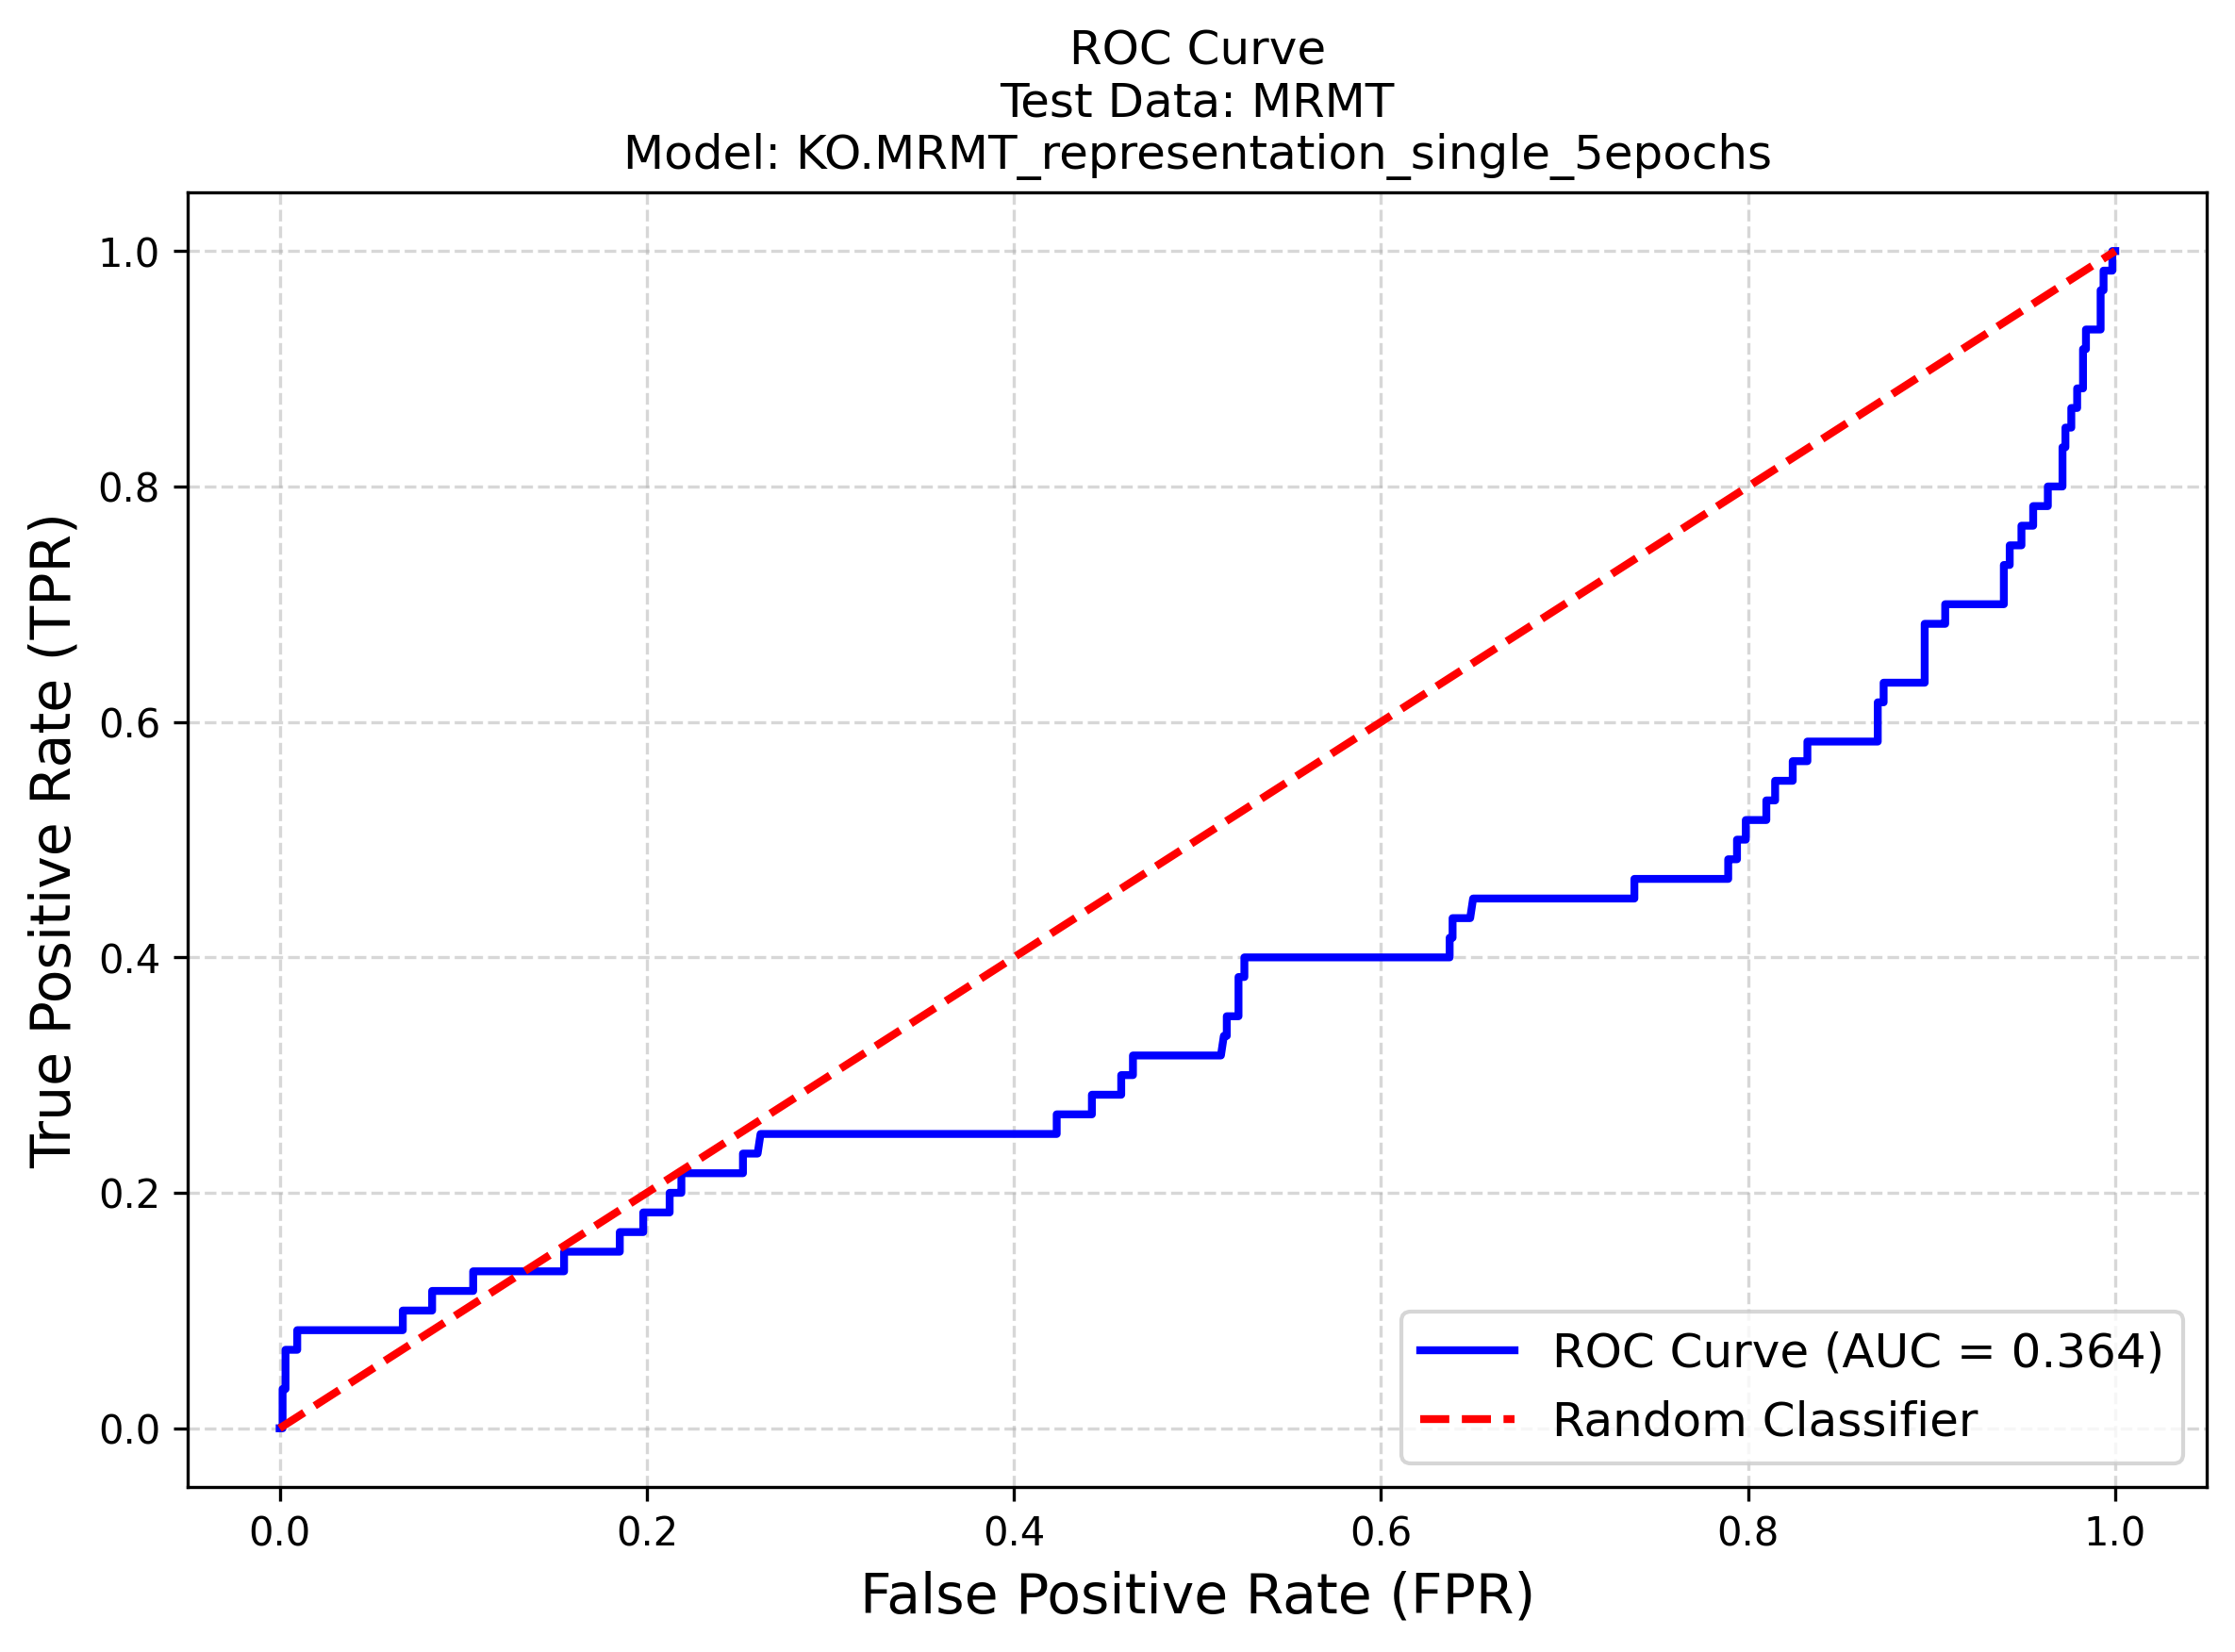 ROC Curve
Test Data: MRMT
Model: KO.MRMT_representation_single_5epochs
True Positive Rate (TPR)
1.0
0.8
0.6
0.4
0.2
0.0
0.0 0.2 0.4 0.6 0.8 1.0
False Positive Rate (FPR)
ROC Curve (AUC = 0.364)
Random Classifier